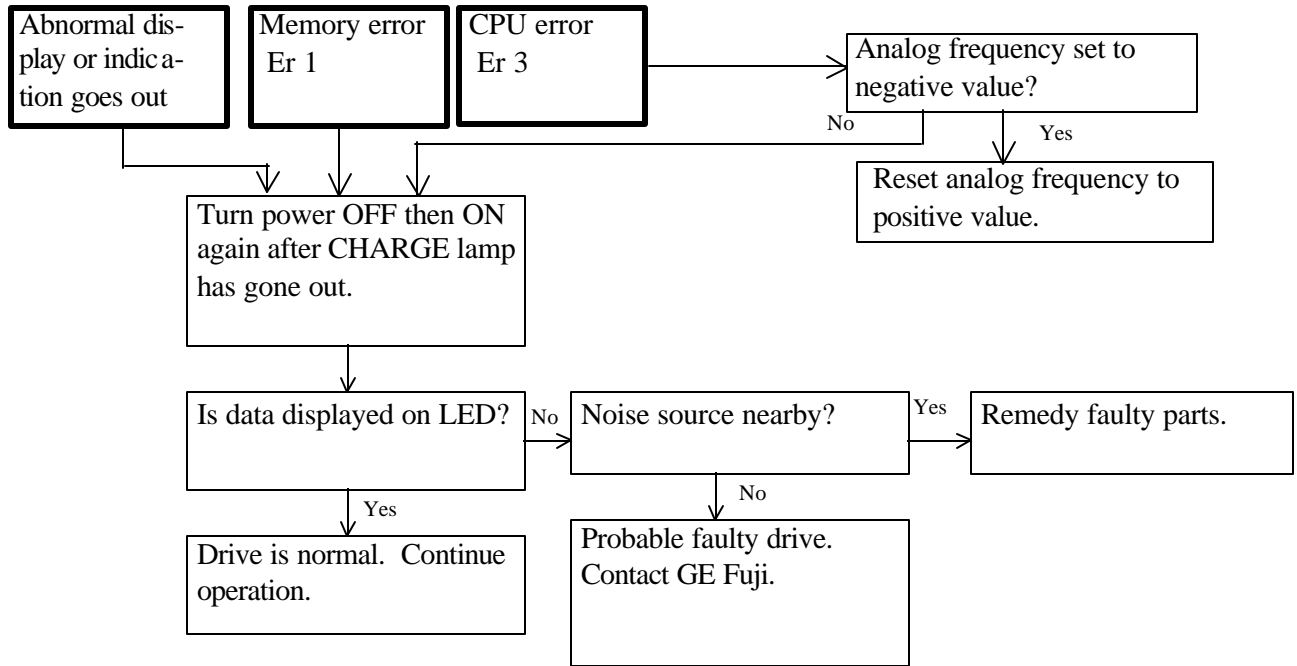 Abnormal dis-
play or indica-
tion goes out
Memory error
Er 1
CPU error
Er 3
Analog frequency set to
negative value?
No
Yes
Reset analog frequency to
positive value.
Turn power OFF then ON
again after CHARGE lamp
has gone out.
Is data displayed on LED?
No
Noise source nearby?
Yes
Remedy faulty parts.
Yes
No
Drive is normal. Continue
operation.
Probable faulty drive.
Contact GE Fuji.